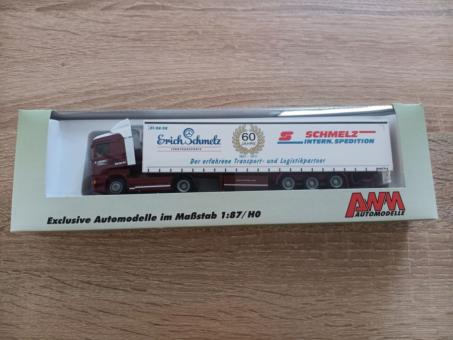 Erich Schmelz
60
JAHRE
SCHMELZ
INTERN. SPEDITION
Der erfahrene Transport- und Logistikpartner
Exclusive Automodelle im Maßstab 1:87/H0
AWM
AUTOMODELLE